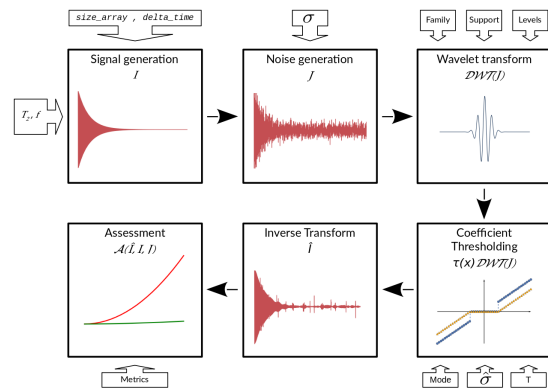 size_array , delta_time
σ
Family
Support
Levels
Signal generation
I
Noise generation
J
Wavelet transform
𝒟𝒲𝒯(J)
T₂, f
Assessment
𝒜(Î, I, J)
Inverse Transform
Î
Coefficient
Thresholding
τ(x) 𝒟𝒲𝒯(J)
Metrics
Mode
σ̂
T